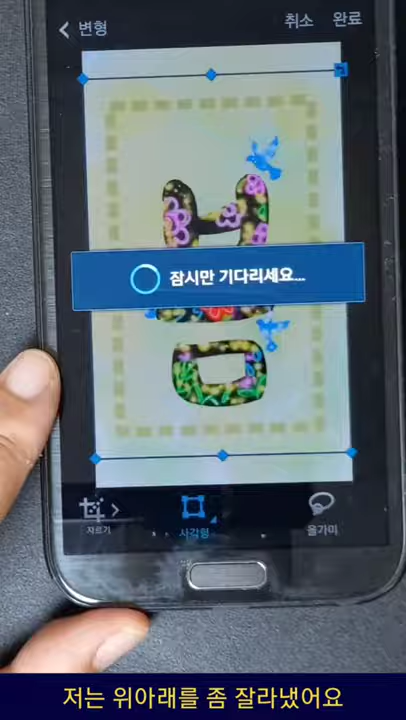 변형
취소
완료
잠시만 기다리세요...
자르기
사각형
올가미
저는 위아래를 좀 잘라냈어요